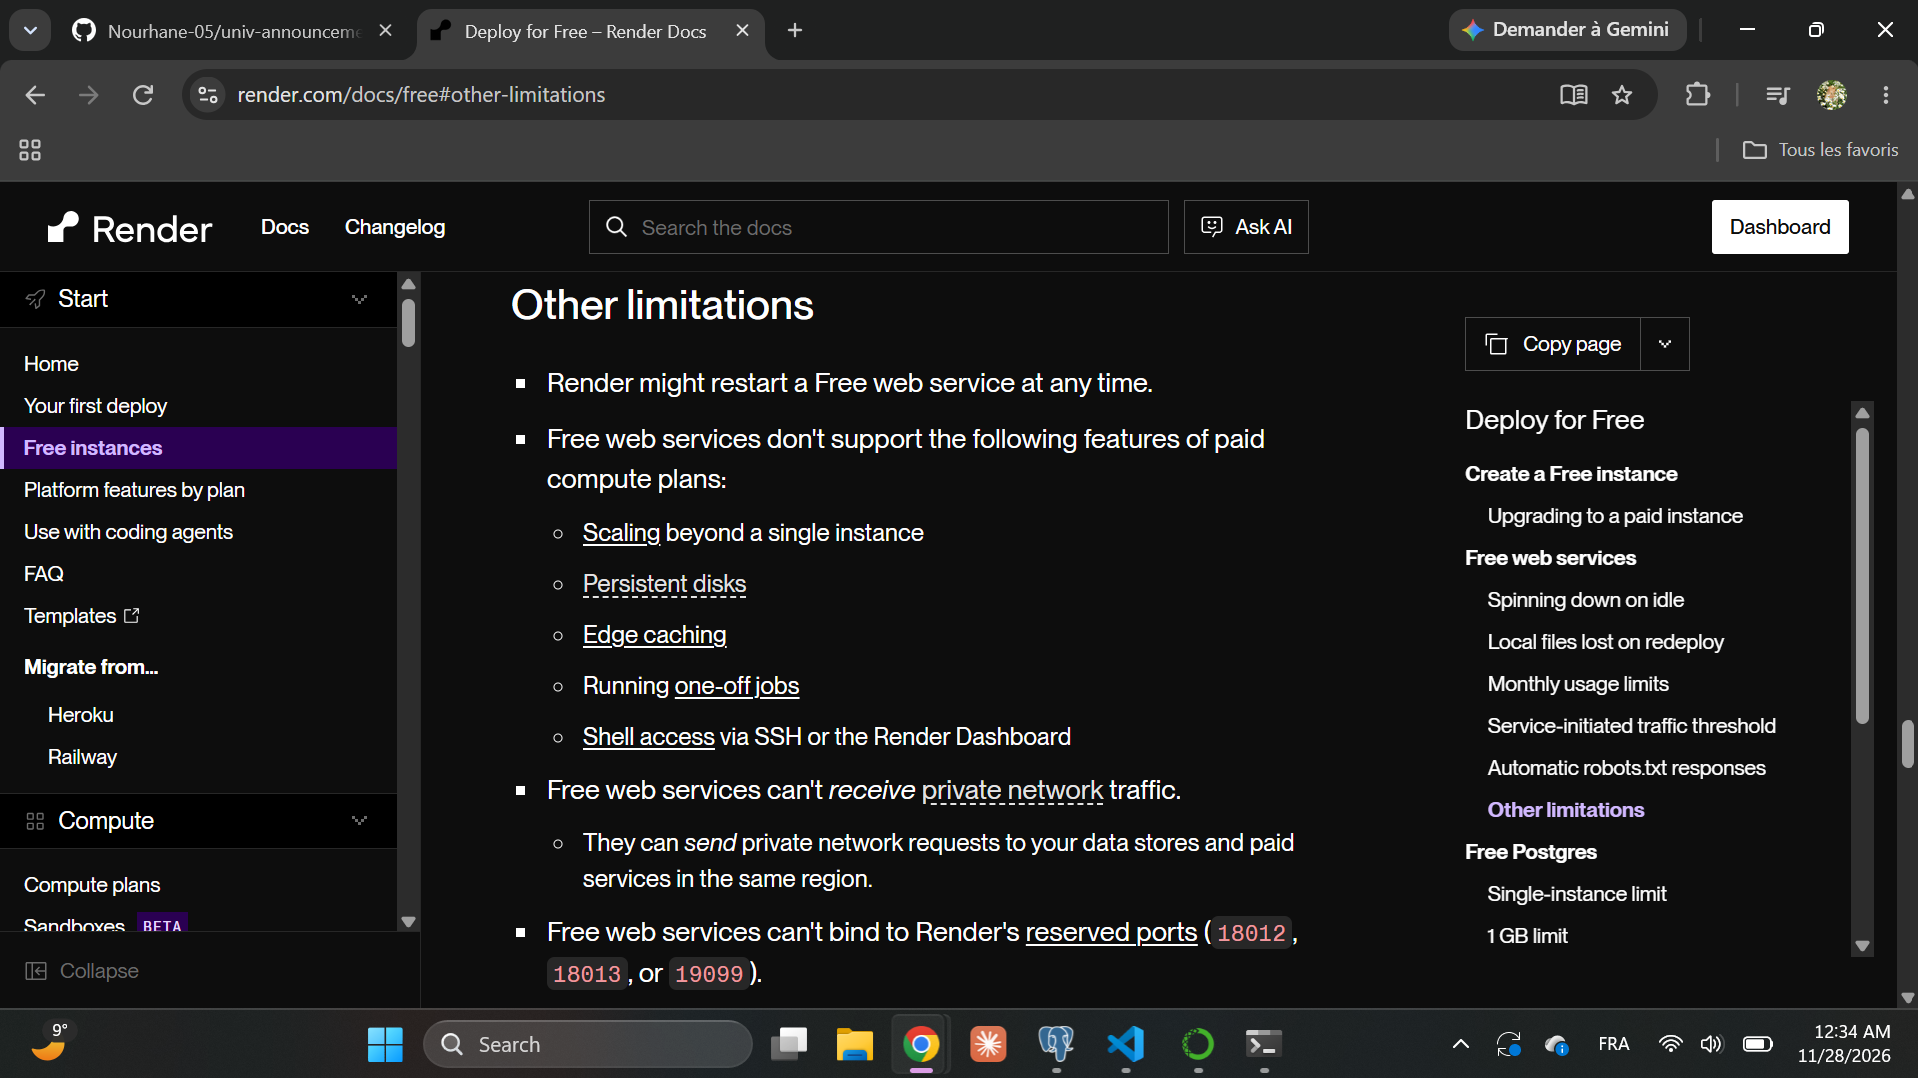 Nourhane-05/univ-announceme
Deploy for Free – Render Docs
Demander à Gemini
render.com/docs/free#other-limitations
Tous les favoris
Render
Docs
Changelog
Search the docs
Ask AI
Dashboard
Start
Home
Your first deploy
Free instances
Platform features by plan
Use with coding agents
FAQ
Templates
Migrate from...
Heroku
Railway
Compute
Compute plans
Sandboxes BETA
Collapse
Other limitations
Render might restart a Free web service at any time.
Free web services don't support the following features of paid
compute plans:
Scaling beyond a single instance
Persistent disks
Edge caching
Running one-off jobs
Shell access via SSH or the Render Dashboard
Free web services can't receive private network traffic.
They can send private network requests to your data stores and paid
services in the same region.
Free web services can't bind to Render's reserved ports (18012,
18013, or 19099).
Copy page
Deploy for Free
Create a Free instance
Upgrading to a paid instance
Free web services
Spinning down on idle
Local files lost on redeploy
Monthly usage limits
Service-initiated traffic threshold
Automatic robots.txt responses
Other limitations
Free Postgres
Single-instance limit
1 GB limit
9°
Search
FRA
12:34 AM
11/28/2026